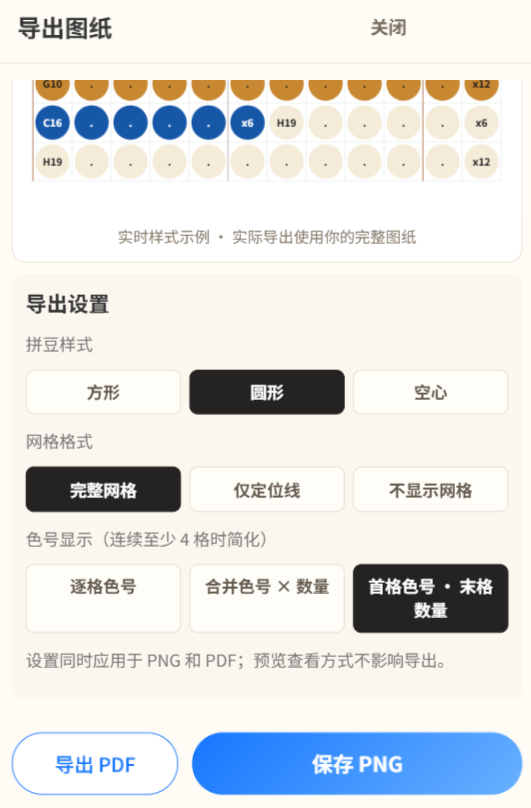 导出图纸 关闭
G10 . . . . . . . . . . x12
C16 . . . . x6 H19 . . . . x6
H19 . . . . . . . . . . x12
实时样式示例 · 实际导出使用你的完整图纸
导出设置
拼豆样式
方形 圆形 空心
网格格式
完整网格 仅定位线 不显示网格
色号显示（连续至少 4 格时简化）
逐格色号 合并色号 × 数量 首格色号 · 末格
数量
设置同时应用于 PNG 和 PDF；预览查看方式不影响导出。
导出 PDF 保存 PNG